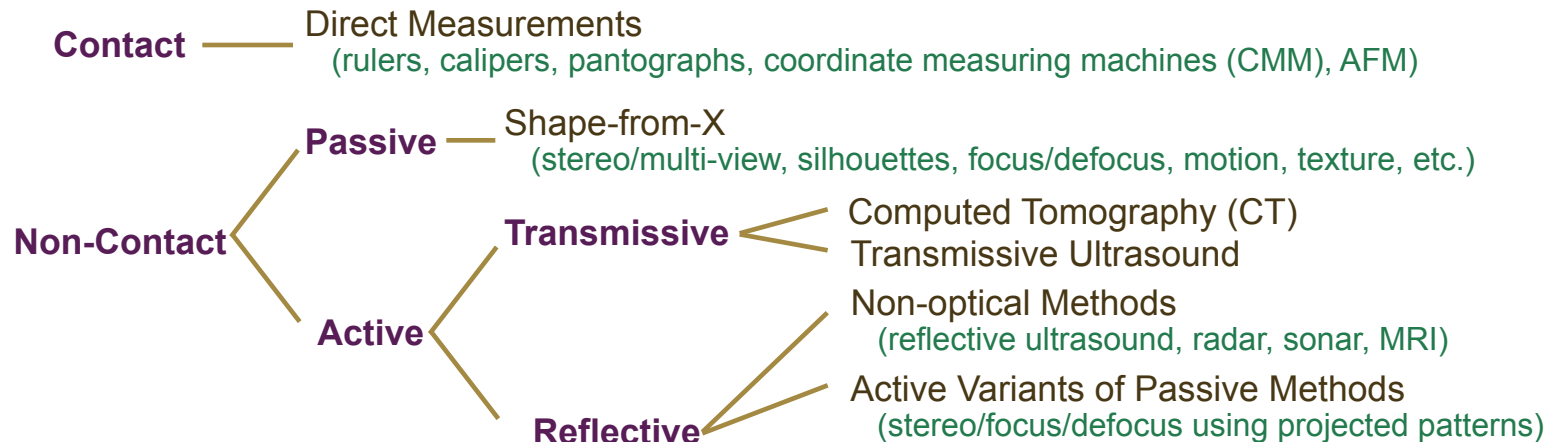 Contact
Direct Measurements
(rulers, calipers, pantographs, coordinate measuring machines (CMM), AFM)
Non-Contact
Passive
Shape-from-X
(stereo/multi-view, silhouettes, focus/defocus, motion, texture, etc.)
Active
Transmissive
Computed Tomography (CT)
Transmissive Ultrasound
Reflective
Non-optical Methods
(reflective ultrasound, radar, sonar, MRI)
Active Variants of Passive Methods
(stereo/focus/defocus using projected patterns)